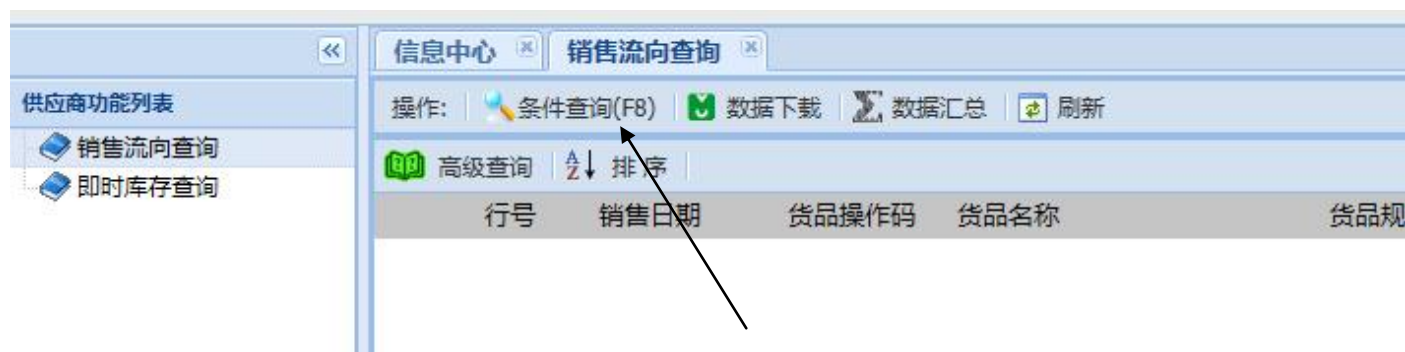 信息中心 销售流向查询
供应商功能列表
操作: 条件查询(F8) 数据下载 数据汇总 刷新
销售流向查询
高级查询 排 序
即时库存查询
行号 销售日期 货品操作码 货品名称 货品规